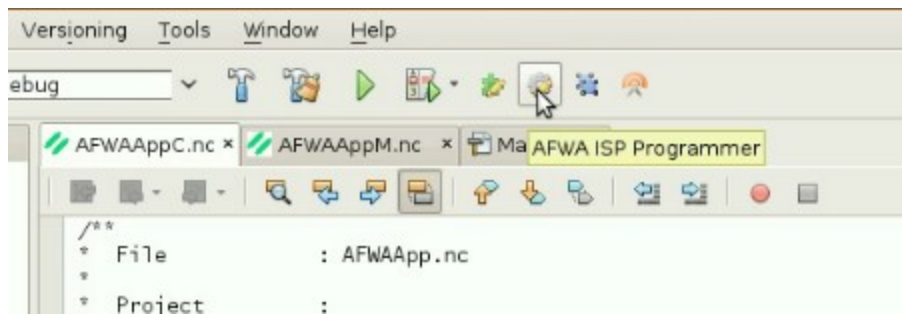 Versioning Tools Window Help
ebug
AFWAAppC.nc × AFWAAppM.nc × Ma AFWA ISP Programmer
/**
* File : AFWAApp.nc
*
* Project :